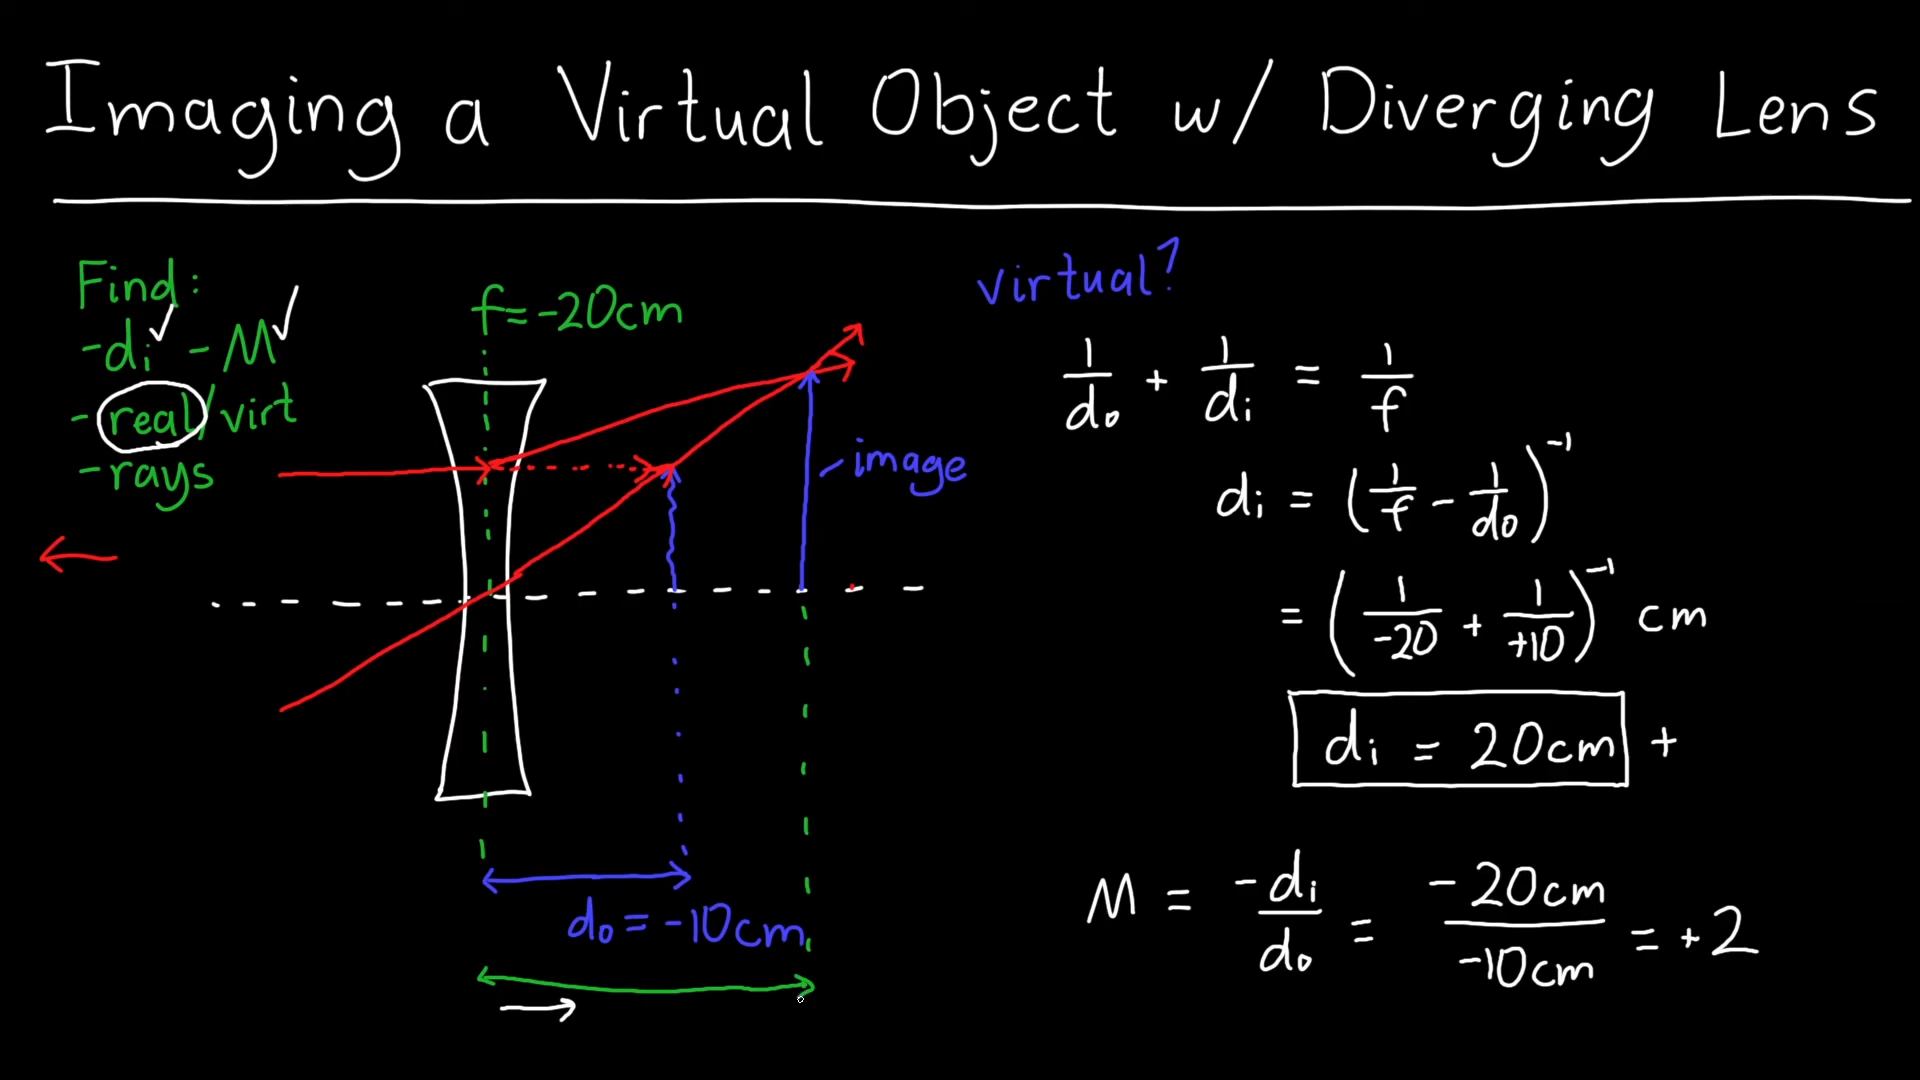 Imaging a Virtual Object w/ Diverging Lens
Find:
-di ✓ - M ✓
- real/virt
-rays
f=-20cm
image
do = -10cm
virtual?
1/do + 1/di = 1/f
di = (1/f - 1/do)^-1
= (1/-20 + 1/+10)^-1 cm
di = 20cm +
M = -di/do = -20cm/-10cm = +2